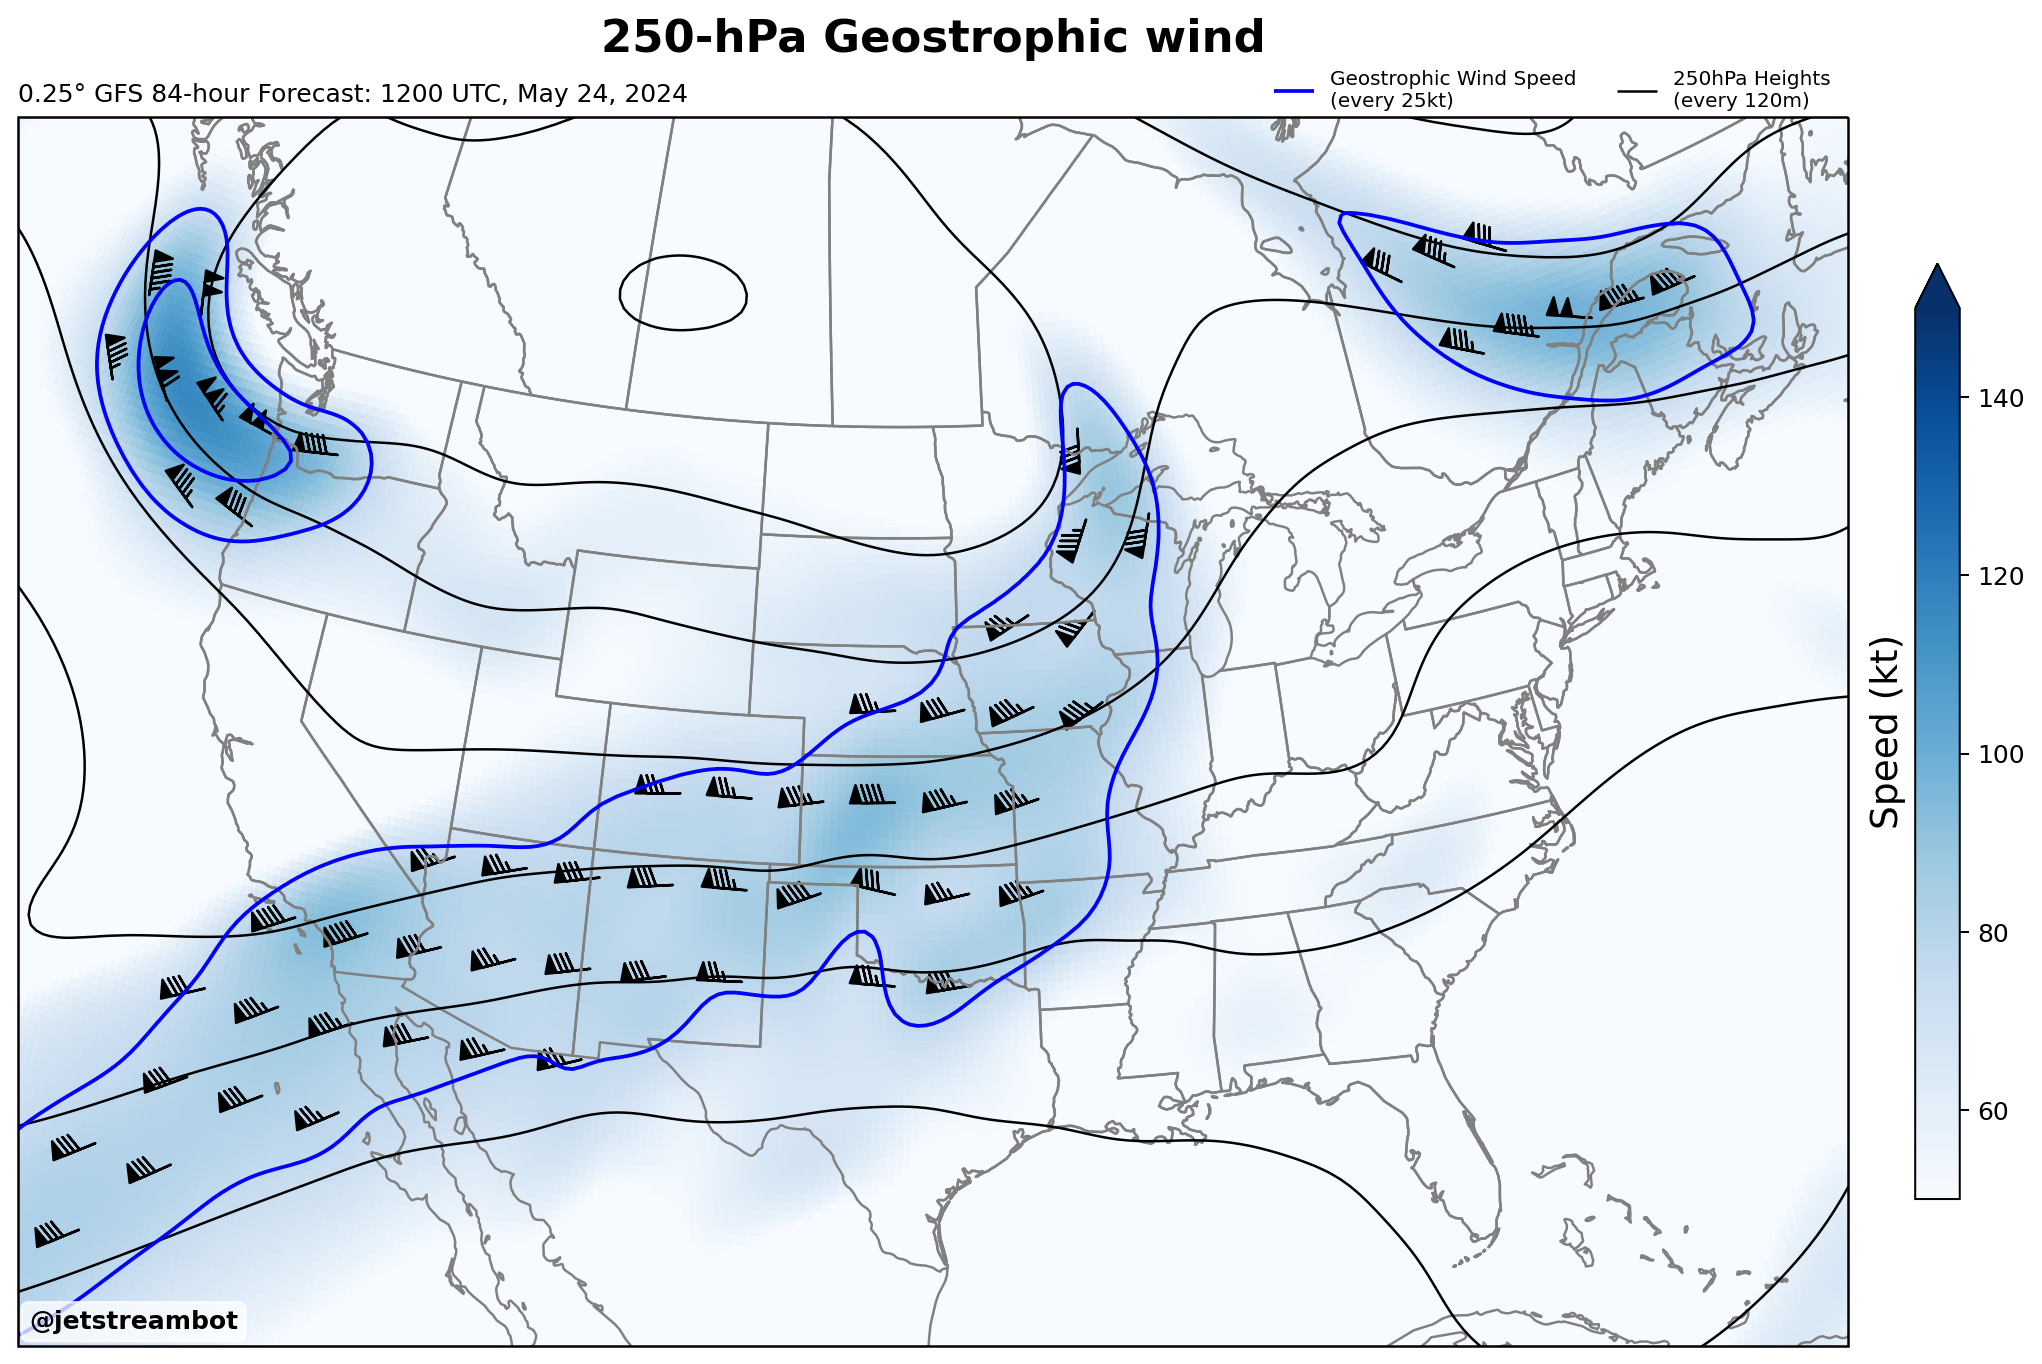 250-hPa Geostrophic wind
0.25° GFS 84-hour Forecast: 1200 UTC, May 24, 2024
Geostrophic Wind Speed
(every 25kt)
250hPa Heights
(every 120m)
140
120
100
80
60
Speed (kt)
@jetstreambot